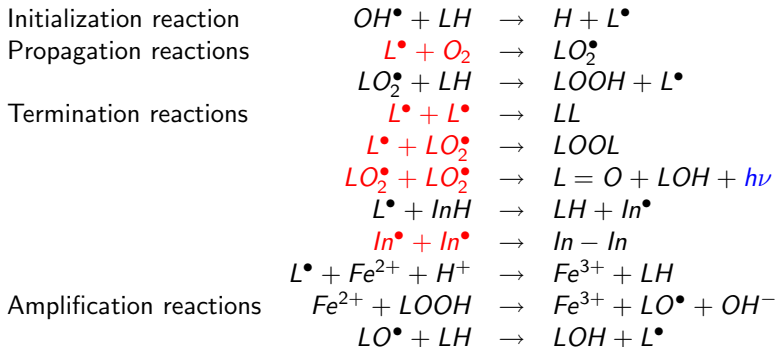 Initialization reaction OH• + LH → H + L•
Propagation reactions L• + O₂ → LO₂•
LO₂• + LH → LOOH + L•
Termination reactions L• + L• → LL
L• + LO₂• → LOOL
LO₂• + LO₂• → L = O + LOH + hν
L• + InH → LH + In•
In• + In• → In − In
L• + Fe²⁺ + H⁺ → Fe³⁺ + LH
Amplification reactions Fe²⁺ + LOOH → Fe³⁺ + LO• + OH⁻
LO• + LH → LOH + L•